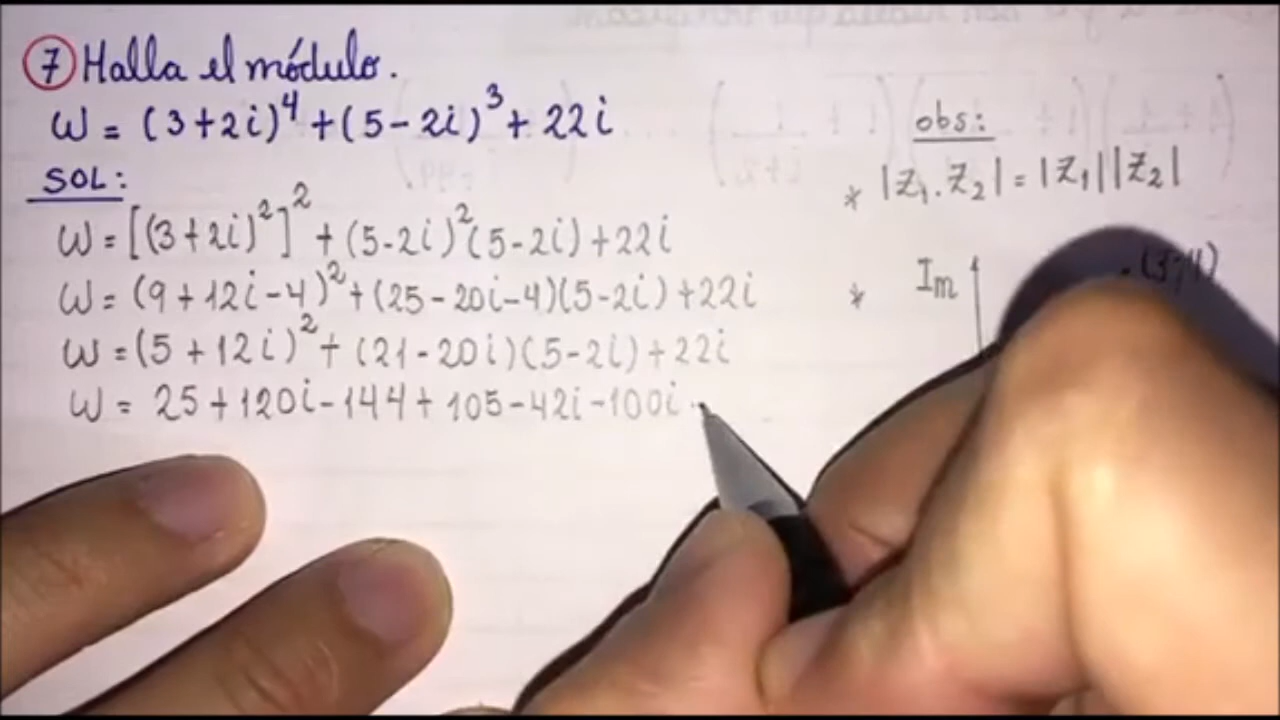 7 Halla el módulo.
W = (3+2i)⁴ + (5-2i)³ + 22i
SOL:
W = [(3+2i)²]² + (5-2i)²(5-2i) + 22i
W = (9+12i-4)² + (25-20i-4)(5-2i) + 22i
W = (5+12i)² + (21-20i)(5-2i) + 22i
W = 25+120i-144+105-42i-100i
obs:
* |Z₁.Z₂| = |Z₁||Z₂|
* Im